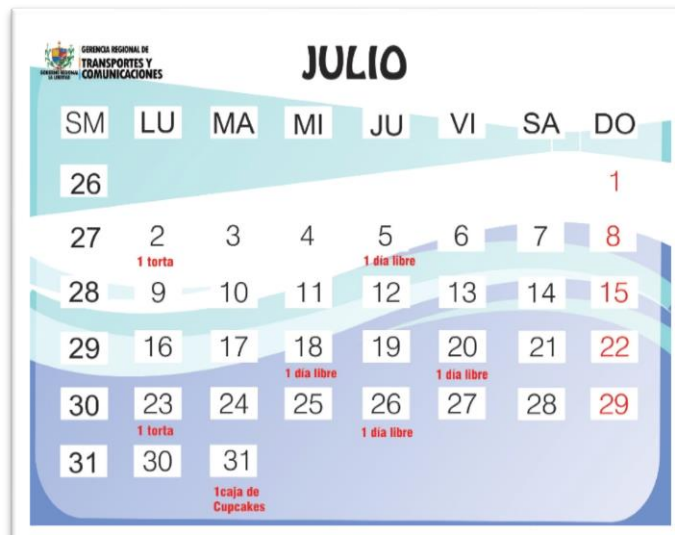 GERENCIA REGIONAL DE
TRANSPORTES Y
COMUNICACIONES
JULIO
SM LU MA MI JU VI SA DO
26 1
27 2 3 4 5 6 7 8
1 torta 1 día libre
28 9 10 11 12 13 14 15
29 16 17 18 19 20 21 22
1 día libre 1 día libre
30 23 24 25 26 27 28 29
1 torta 1 día libre
31 30 31
1caja de
Cupcakes